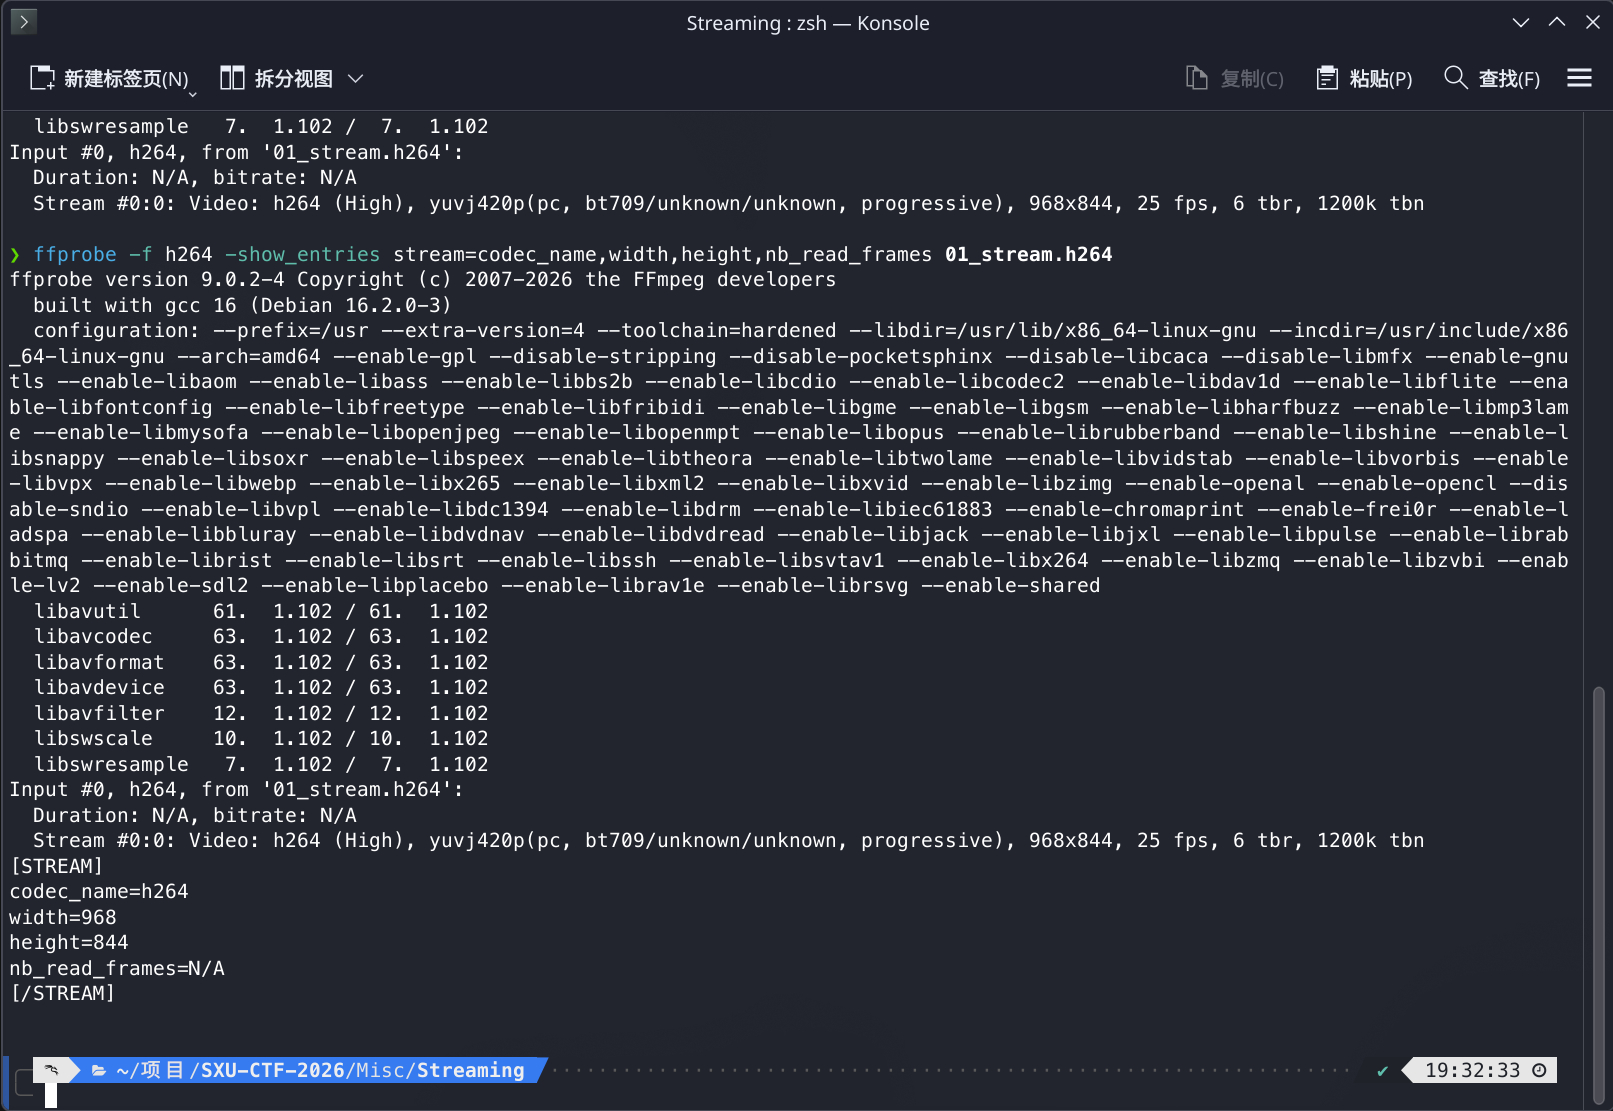 Streaming : zsh — Konsole
新建标签页(N) 拆分视图 复制(C) 粘贴(P) 查找(F)
libswresample   7.  1.102 /  7.  1.102
Input #0, h264, from '01_stream.h264':
Duration: N/A, bitrate: N/A
Stream #0:0: Video: h264 (High), yuvj420p(pc, bt709/unknown/unknown, progressive), 968x844, 25 fps, 6 tbr, 1200k tbn
❯ ffprobe -f h264 -show_entries stream=codec_name,width,height,nb_read_frames 01_stream.h264
ffprobe version 9.0.2-4 Copyright (c) 2007-2026 the FFmpeg developers
built with gcc 16 (Debian 16.2.0-3)
configuration: --prefix=/usr --extra-version=4 --toolchain=hardened --libdir=/usr/lib/x86_64-linux-gnu --incdir=/usr/include/x86
_64-linux-gnu --arch=amd64 --enable-gpl --disable-stripping --disable-pocketsphinx --disable-libcaca --disable-libmfx --enable-gnu
tls --enable-libaom --enable-libass --enable-libbs2b --enable-libcdio --enable-libcodec2 --enable-libdav1d --enable-libflite --ena
ble-libfontconfig --enable-libfreetype --enable-libfribidi --enable-libgme --enable-libgsm --enable-libharfbuzz --enable-libmp3lam
e --enable-libmysofa --enable-libopenjpeg --enable-libopenmpt --enable-libopus --enable-librubberband --enable-libshine --enable-l
ibsnappy --enable-libsoxr --enable-libspeex --enable-libtheora --enable-libtwolame --enable-libvidstab --enable-libvorbis --enable
-libvpx --enable-libwebp --enable-libx265 --enable-libxml2 --enable-libxvid --enable-libzimg --enable-openal --enable-opencl --dis
able-sndio --enable-libvpl --enable-libdc1394 --enable-libdrm --enable-libiec61883 --enable-chromaprint --enable-frei0r --enable-l
adspa --enable-libbluray --enable-libdvdnav --enable-libdvdread --enable-libjack --enable-libjxl --enable-libpulse --enable-librab
bitmq --enable-librist --enable-libsrt --enable-libssh --enable-libsvtav1 --enable-libx264 --enable-libzmq --enable-libzvbi --enab
le-lv2 --enable-sdl2 --enable-libplacebo --enable-librav1e --enable-librsvg --enable-shared
libavutil      61.  1.102 / 61.  1.102
libavcodec     63.  1.102 / 63.  1.102
libavformat    63.  1.102 / 63.  1.102
libavdevice    63.  1.102 / 63.  1.102
libavfilter    12.  1.102 / 12.  1.102
libswscale     10.  1.102 / 10.  1.102
libswresample   7.  1.102 /  7.  1.102
Input #0, h264, from '01_stream.h264':
Duration: N/A, bitrate: N/A
Stream #0:0: Video: h264 (High), yuvj420p(pc, bt709/unknown/unknown, progressive), 968x844, 25 fps, 6 tbr, 1200k tbn
[STREAM]
codec_name=h264
width=968
height=844
nb_read_frames=N/A
[/STREAM]
~/项目/SXU-CTF-2026/Misc/Streaming ✔ 19:32:33